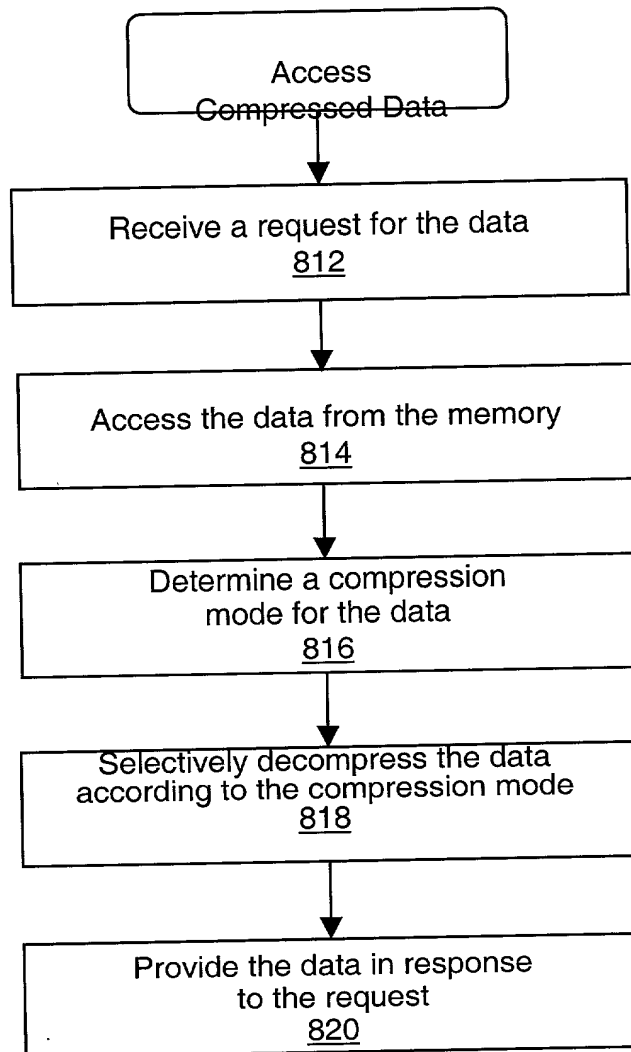 Access
Compressed Data
Receive a request for the data
812
Access the data from the memory
814
Determine a compression
mode for the data
816
Selectively decompress the data
according to the compression mode
818
Provide the data in response
to the request
820